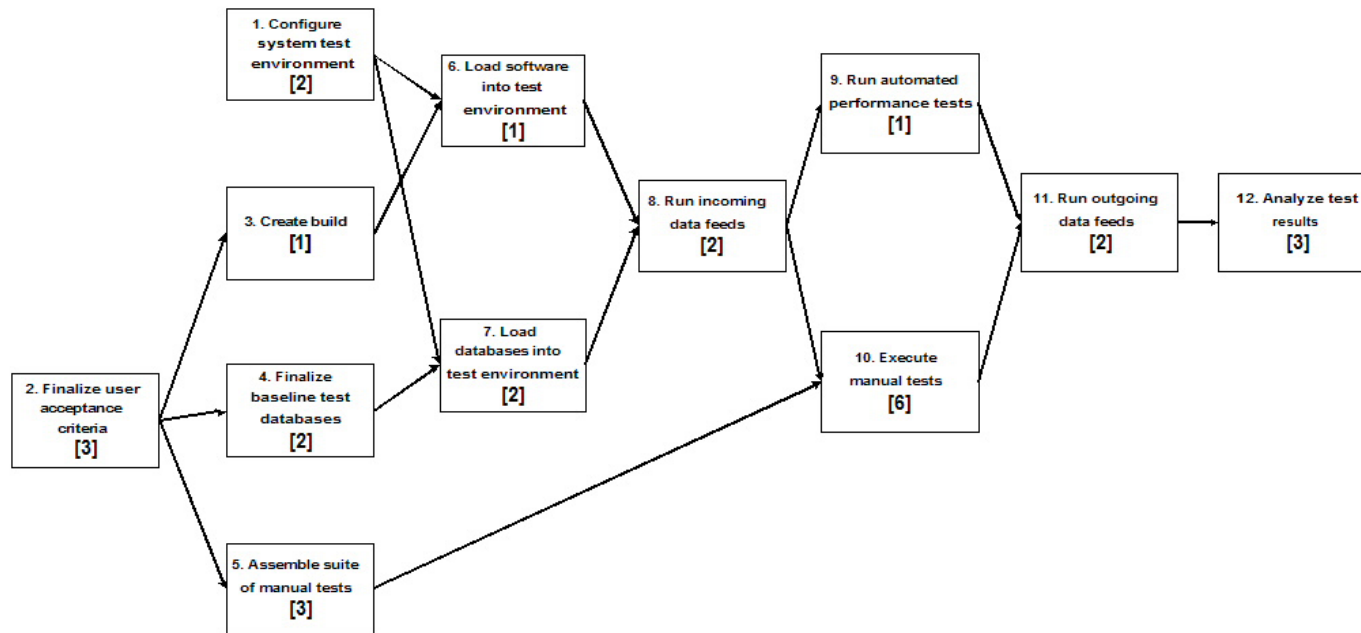 1. Configure
system test
environment
[2]
6. Load software
into test
environment
[1]
9. Run automated
performance tests
[1]
3. Create build
[1]
8. Run incoming
data feeds
[2]
11. Run outgoing
data feeds
[2]
12. Analyze test
results
[3]
2. Finalize user
acceptance
criteria
[3]
4. Finalize
baseline test
databases
[2]
7. Load
databases into
test environment
[2]
10. Execute
manual tests
[6]
5. Assemble suite
of manual tests
[3]